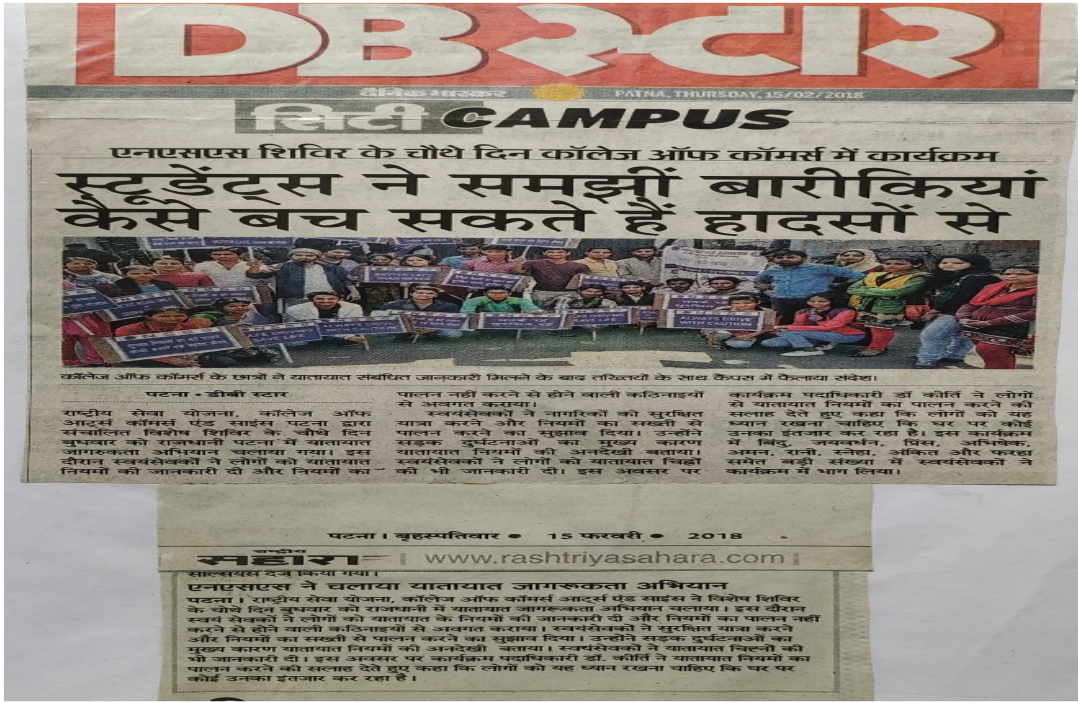 DB स्टार
दैनिक भास्कर PATNA, THURSDAY, 15/02/2018
सिटी CAMPUS
एनएसएस शिविर के चौथे दिन कॉलेज ऑफ कॉमर्स में कार्यक्रम
स्टूडेंट्स ने समझीं बारीकियां
कैसे बच सकते हैं हादसों से
ALWAYS DRIVE
WITH CAUTION
कॉलेज ऑफ कॉमर्स के छात्रों ने यातायात संबंधित जानकारी मिलने के बाद तख्तियों के साथ कैंपस में फैलाया संदेश।
पटना - डीबी स्टार
राष्ट्रीय सेवा योजना, कॉलेज ऑफ
आर्ट्स कॉमर्स एंड साइंस पटना द्वारा
संचालित विशेष शिविर के चौथे दिन
बुधवार को राजधानी पटना में यातायात
जागरूकता अभियान चलाया गया। इस
दौरान स्वयंसेवकों ने लोगों को यातायात
नियमों की जानकारी दी और नियमों का
पालन नहीं करने से होने वाली कठिनाइयों
से अवगत कराया।
स्वयंसेवकों ने नागरिकों को सुरक्षित
यात्रा करने और नियमों का सख्ती से
पालन करने का सुझाव दिया। उन्होंने
सड़क दुर्घटनाओं का मुख्य कारण
यातायात नियमों की अनदेखी बताया।
स्वयंसेवकों ने लोगों को यातायात चिह्नों
की भी जानकारी दी। इस अवसर पर
कार्यक्रम पदाधिकारी डॉ कीर्ति ने लोगों
से यातायात नियमों का पालन करने की
सलाह देते हुए कहा कि लोगों को यह
ध्यान रखना चाहिए कि घर पर कोई
उनका इंतजार कर रहा है। इस कार्यक्रम
में बिंदु, जयवर्धन, प्रिंस, अभिषेक,
अमन, रानी, स्नेहा, अंकित और फरहा
समेत बड़ी संख्या में स्वयंसेवकों ने
कार्यक्रम में भाग लिया।
पटना । बृहस्पतिवार • 15 फरवरी • 2018
राष्ट्रीय
सहारा | www.rashtriyasahara.com |
दर्ज किया गया।
एनएसएस ने चलाया यातायात जागरूकता अभियान
पटना। राष्ट्रीय सेवा योजना, कॉलेज ऑफ कॉमर्स आर्ट्स एंड साइंस ने विशेष शिविर
के चौथे दिन बुधवार को राजधानी में यातायात जागरूकता अभियान चलाया। इस दौरान
स्वयं सेवकों ने लोगों को यातायात के नियमों की जानकारी दी और नियमों का पालन नहीं
करने से होने वाली कठिनाइयों से अवगत कराया। स्वयंसेवकों ने सुरक्षित यात्रा करने
और नियमों का सख्ती से पालन करने का सुझाव दिया। उन्होंने सड़क दुर्घटनाओं का
मुख्य कारण यातायात नियमों की अनदेखी बताया। स्वयंसेवकों ने यातायात चिह्नों की
भी जानकारी दी। इस अवसर पर कार्यक्रम पदाधिकारी डॉ. कीर्ति ने यातायात नियमों का
पालन करने की सलाह देते हुए कहा कि लोगों को यह ध्यान रखना चाहिए कि घर पर
कोई उनका इंतजार कर रहा है।